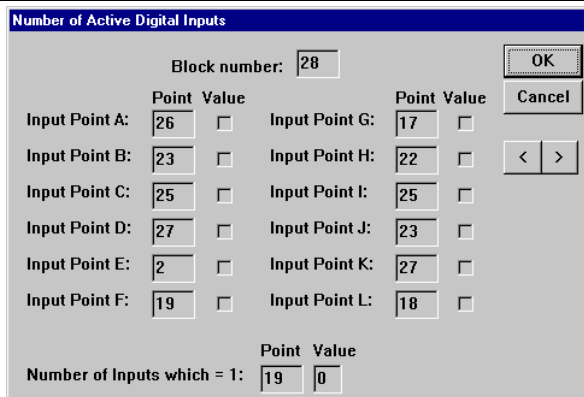 Number of Active Digital Inputs
Block number: 28 OK
Point Value Point Value Cancel
Input Point A: 26 Input Point G: 17
Input Point B: 23 Input Point H: 22 < >
Input Point C: 25 Input Point I: 25
Input Point D: 27 Input Point J: 23
Input Point E: 2 Input Point K: 27
Input Point F: 19 Input Point L: 18
Point Value
Number of Inputs which = 1: 19 0